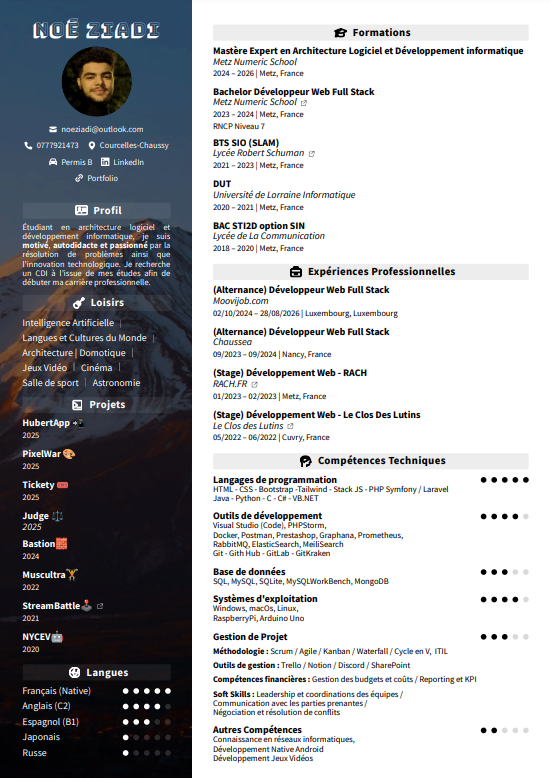 NOÉ ZIADI
noeziadi@outlook.com
0777921473 Courcelles-Chaussy
Permis B LinkedIn
Portfolio
Profil
Étudiant en architecture logiciel et
développement informatique, je suis
motivé, autodidacte et passionné par la
résolution de problèmes ainsi que
l'innovation technologique. Je recherche
un CDI à l'issue de mes études afin de
débuter ma carrière professionnelle.
Loisirs
Intelligence Artificielle |
Langues et Cultures du Monde |
Architecture | Domotique |
Jeux Vidéo | Cinéma |
Salle de sport | Astronomie
Projets
HubertApp
2025
PixelWar
2025
Tickety
2025
Judge
2025
Bastion
2024
Muscultra
2022
StreamBattle
2021
NYCEV
2020
Langues
Français (Native)
Anglais (C2)
Espagnol (B1)
Japonais
Russe
Formations
Mastère Expert en Architecture Logiciel et Développement informatique
Metz Numeric School
2024 – 2026 | Metz, France
Bachelor Développeur Web Full Stack
Metz Numeric School
2023 – 2024 | Metz, France
RNCP Niveau 7
BTS SIO (SLAM)
Lycée Robert Schuman
2021 – 2023 | Metz, France
DUT
Université de Lorraine Informatique
2020 – 2021 | Metz, France
BAC STI2D option SIN
Lycée de La Communication
2018 – 2020 | Metz, France
Expériences Professionnelles
(Alternance) Développeur Web Full Stack
Moovijob.com
02/10/2024 – 28/08/2026 | Luxembourg, Luxembourg
(Alternance) Développeur Web Full Stack
Chaussea
09/2023 – 09/2024 | Nancy, France
(Stage) Développement Web - RACH
RACH.FR
01/2023 – 02/2023 | Metz, France
(Stage) Développement Web - Le Clos Des Lutins
Le Clos des Lutins
05/2022 – 06/2022 | Cuvry, France
Compétences Techniques
Langages de programmation
HTML - CSS - Bootstrap -Tailwind - Stack JS - PHP Symfony / Laravel
Java - Python - C - C# - VB.NET
Outils de développement
Visual Studio (Code), PHPStorm,
Docker, Postman, Prestashop, Graphana, Prometheus,
RabbitMQ, ElasticSearch, MeiliSearch
Git - Gith Hub - GitLab - GitKraken
Base de données
SQL, MySQL, SQLite, MySQLWorkBench, MongoDB
Systèmes d'exploitation
Windows, macOs, Linux,
RaspberryPi, Arduino Uno
Gestion de Projet
Méthodologie : Scrum / Agile / Kanban / Waterfall / Cycle en V, ITIL
Outils de gestion : Trello / Notion / Discord / SharePoint
Compétences financières : Gestion des budgets et coûts / Reporting et KPI
Soft Skills : Leadership et coordinations des équipes /
Communication avec les parties prenantes /
Négociation et résolution de conflits
Autres Compétences
Connaissance en réseaux informatiques,
Développement Native Android
Développement Jeux Vidéos